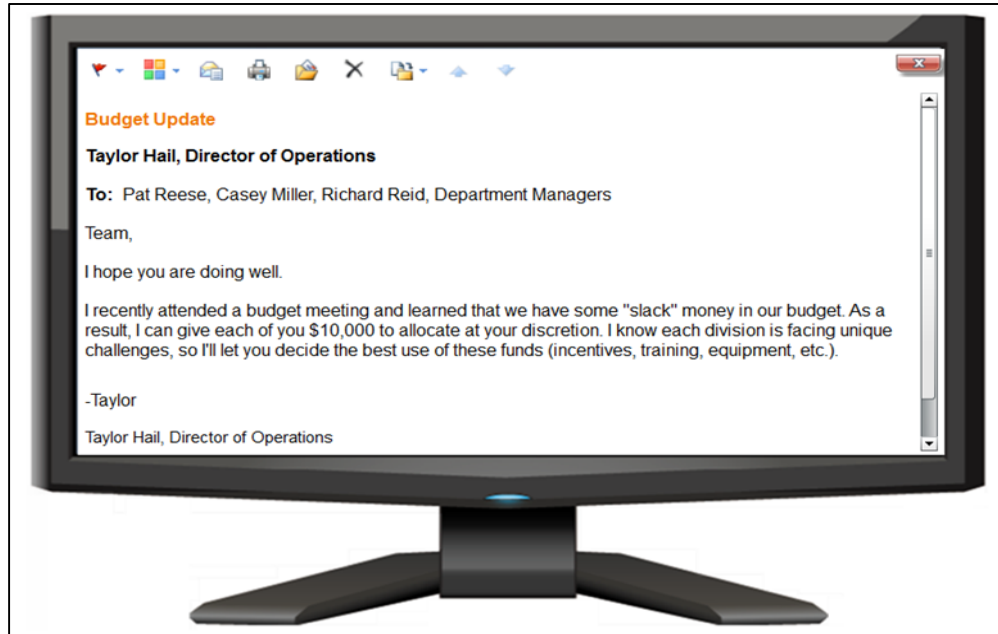 Budget Update
Taylor Hail, Director of Operations
To: Pat Reese, Casey Miller, Richard Reid, Department Managers
Team,
I hope you are doing well.
I recently attended a budget meeting and learned that we have some "slack" money in our budget. As a
result, I can give each of you $10,000 to allocate at your discretion. I know each division is facing unique
challenges, so I'll let you decide the best use of these funds (incentives, training, equipment, etc.).
-Taylor
Taylor Hail, Director of Operations